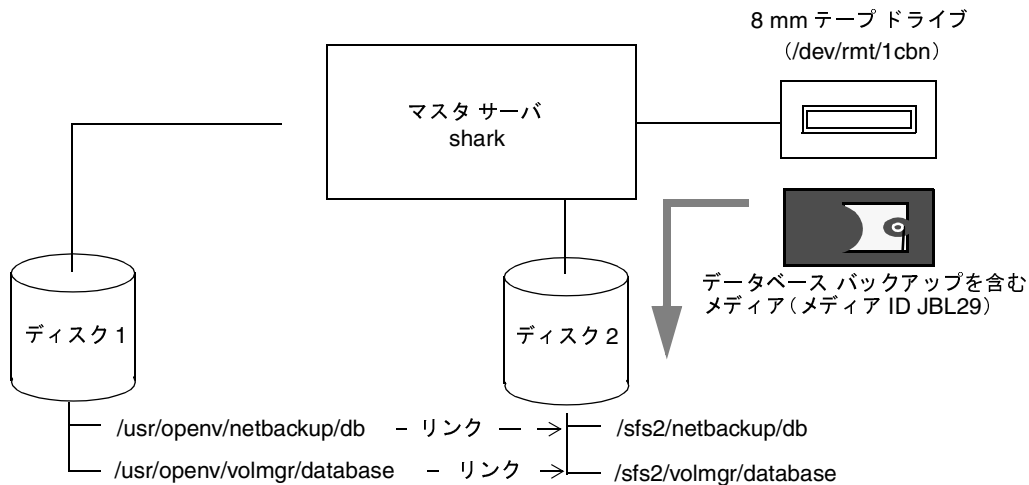 8 mm テープ ドライブ
(/dev/rmt/1cbn)
マスタ サーバ
shark
データベース バックアップを含む
メディア(メディア ID JBL29)
ディスク 1
ディスク 2
/usr/openv/netbackup/db – リンク – /sfs2/netbackup/db
/usr/openv/volmgr/database – リンク /sfs2/volmgr/database